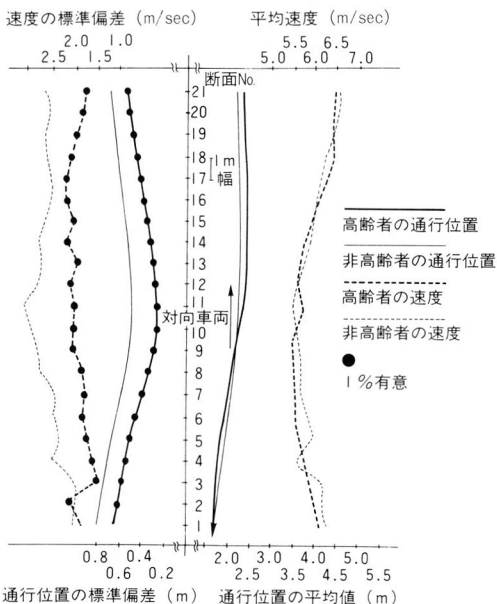 速度の標準偏差（m/sec） 平均速度（m/sec）
2.0 1.0 5.5 6.5
2.5 1.5 5.0 6.0 7.0
断面No.
21
20
19
18
17
16
15
14
13
12
11
10
9
8
7
6
5
4
3
2
1
1m
幅
対向車両
高齢者の通行位置
非高齢者の通行位置
高齢者の速度
非高齢者の速度
1%有意
0.8 0.4 2.0 3.0 4.0 5.0
0.6 0.2 2.5 3.5 4.5 5.5
通行位置の標準偏差（m） 通行位置の平均値（m）